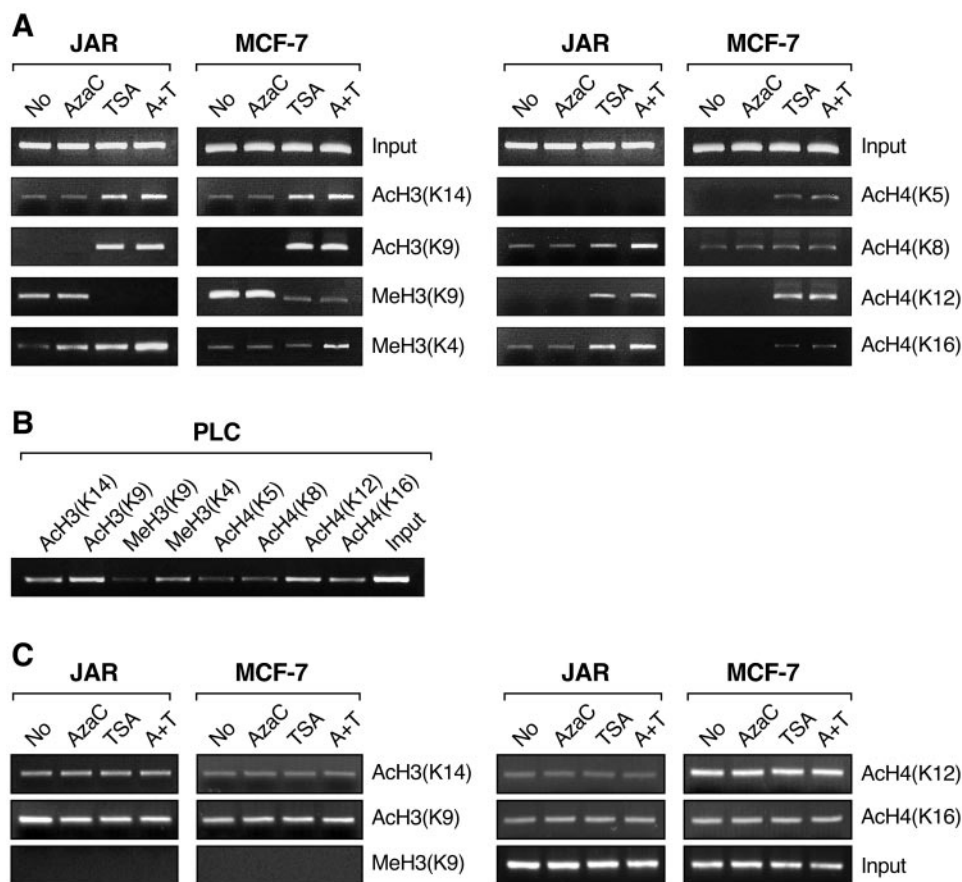 A
JAR MCF-7 JAR MCF-7
No AzaC TSA A+T No AzaC TSA A+T No AzaC TSA A+T No AzaC TSA A+T
Input Input
AcH3(K14) AcH4(K5)
AcH3(K9) AcH4(K8)
MeH3(K9) AcH4(K12)
MeH3(K4) AcH4(K16)
B
PLC
AcH3(K14) AcH3(K9) MeH3(K9) MeH3(K4) AcH4(K5) AcH4(K8) AcH4(K12) AcH4(K16) Input
C
JAR MCF-7 JAR MCF-7
No AzaC TSA A+T No AzaC TSA A+T No AzaC TSA A+T No AzaC TSA A+T
AcH3(K14) AcH4(K12)
AcH3(K9) AcH4(K16)
MeH3(K9) Input